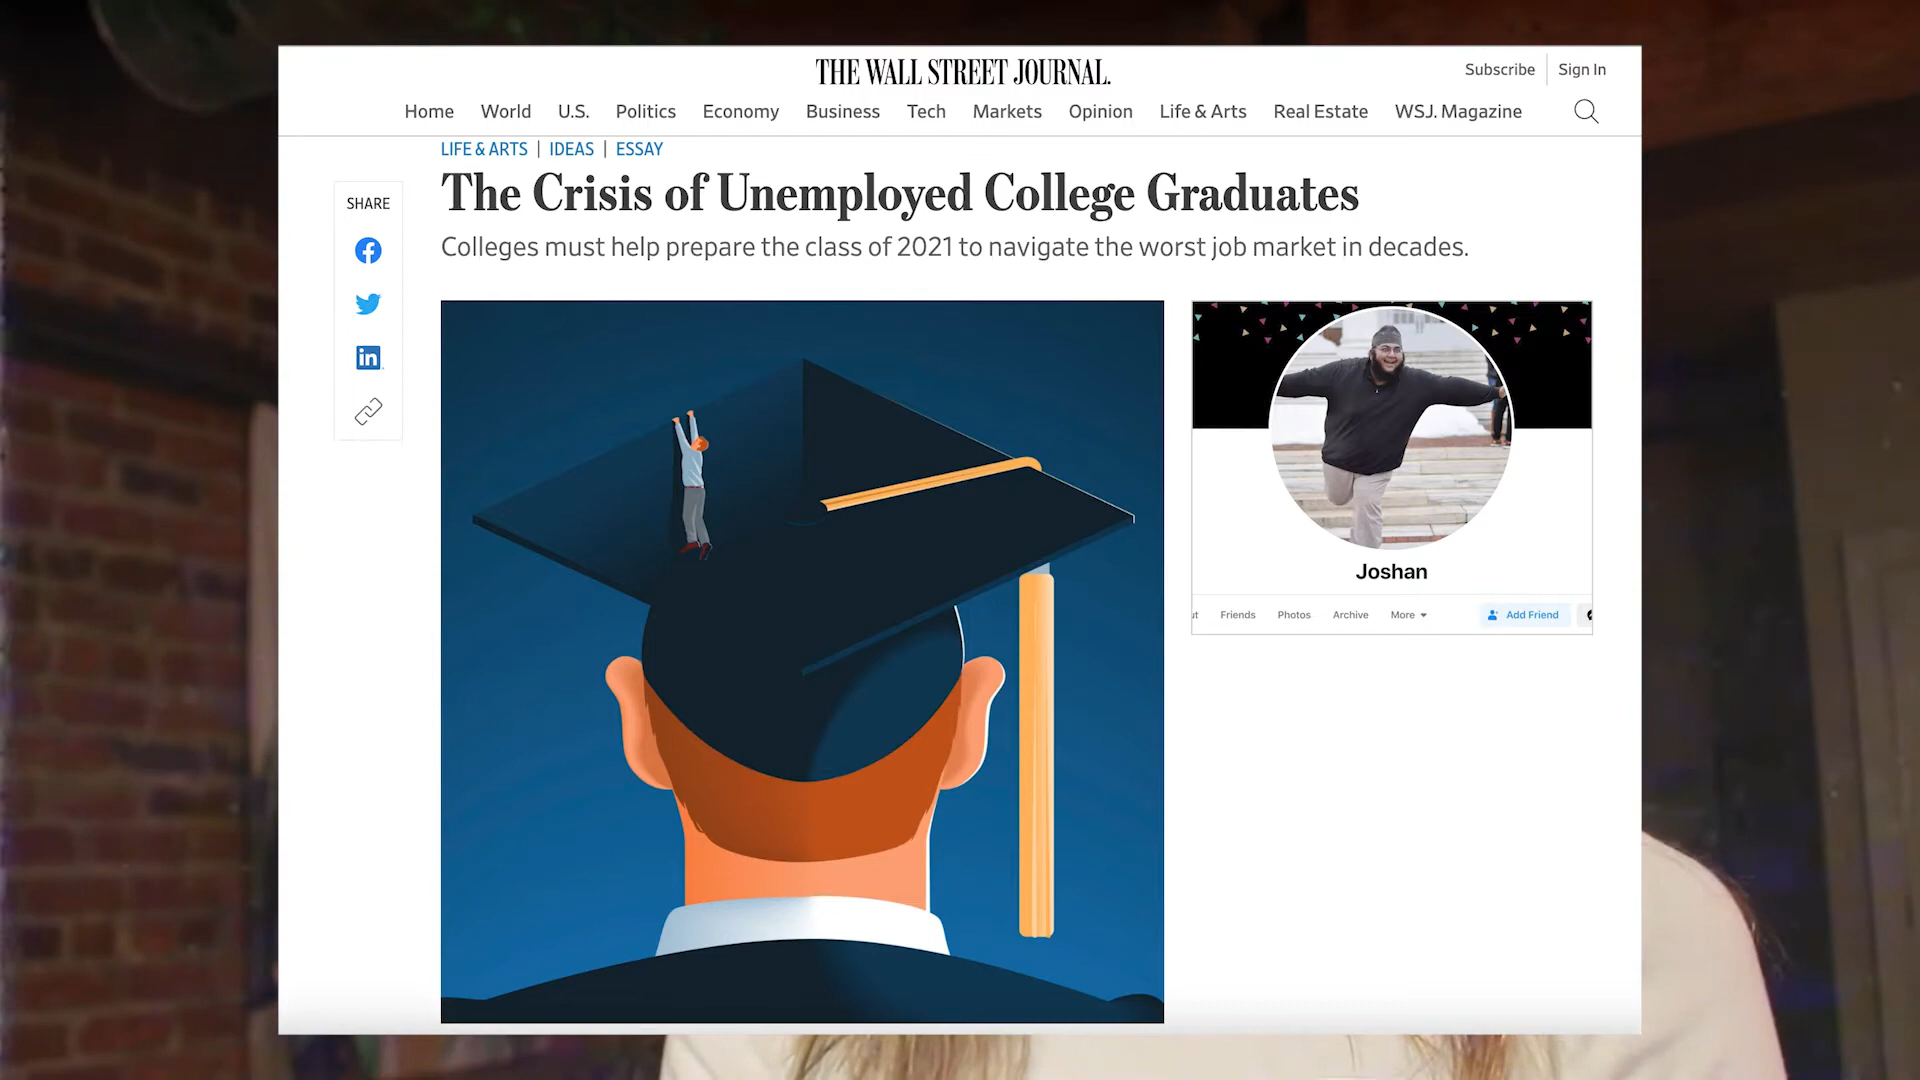 THE WALL STREET JOURNAL.
Subscribe
Sign In
Home World U.S. Politics Economy Business Tech Markets Opinion Life & Arts Real Estate WSJ. Magazine
LIFE & ARTS | IDEAS | ESSAY
The Crisis of Unemployed College Graduates
Colleges must help prepare the class of 2021 to navigate the worst job market in decades.
SHARE
in
Joshan
ut Friends Photos Archive More Add Friend